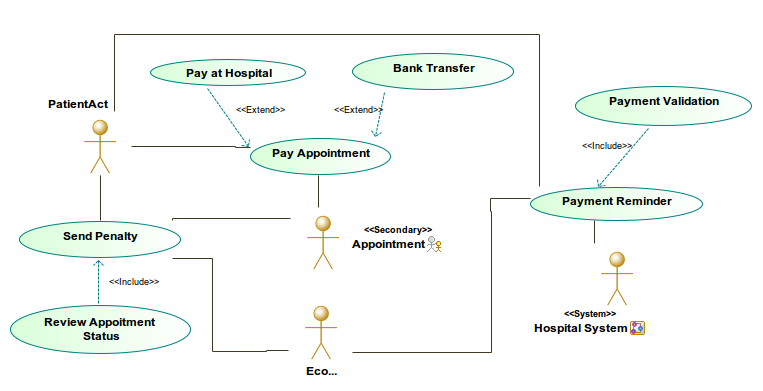 Pay at Hospital
Bank Transfer
PatientAct
<<Extend>>
<<Extend>>
Payment Validation
Pay Appointment
<<Include>>
Payment Reminder
Send Penalty
<<Secondary>>
Appointment
<<Include>>
Review Appoitment
Status
<<System>>
Hospital System
Eco...